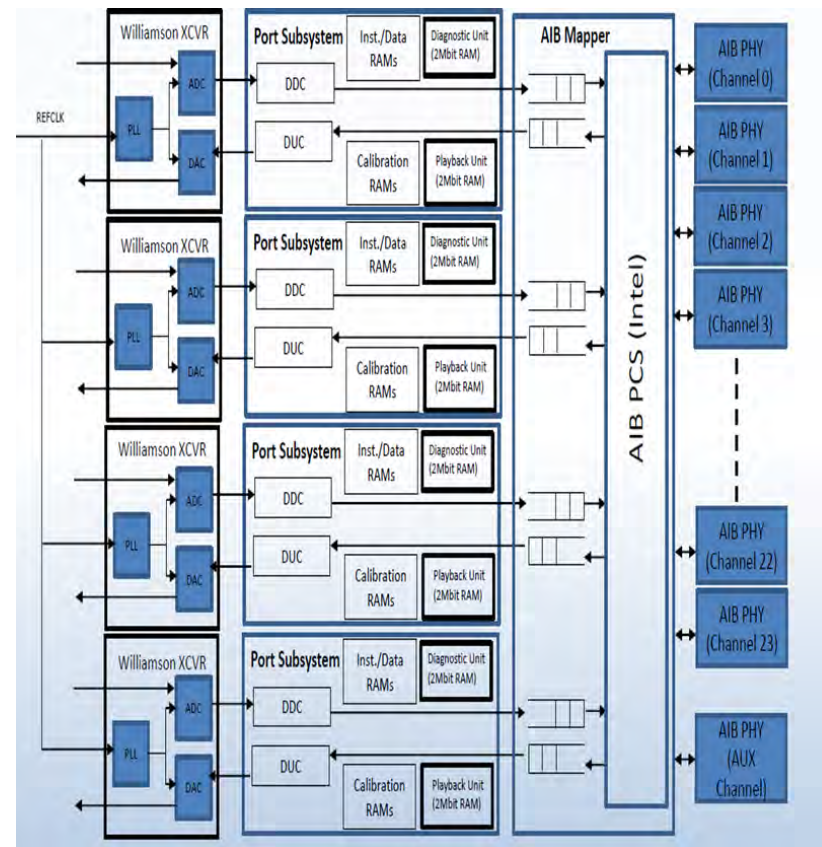 REFCLK
Williamson XCVR
ADC
PLL
DAC
Port Subsystem
Inst./Data
RAMs
Diagnostic Unit
(2Mbit RAM)
DDC
DUC
Calibration
RAMs
Playback Unit
(2Mbit RAM)
Williamson XCVR
ADC
PLL
DAC
Port Subsystem
Inst./Data
RAMs
Diagnostic Unit
(2Mbit RAM)
DDC
DUC
Calibration
RAMs
Playback Unit
(2Mbit RAM)
Williamson XCVR
ADC
PLL
DAC
Port Subsystem
Inst./Data
RAMs
Diagnostic Unit
(2Mbit RAM)
DDC
DUC
Calibration
RAMs
Playback Unit
(2Mbit RAM)
Williamson XCVR
ADC
PLL
DAC
Port Subsystem
Inst./Data
RAMs
Diagnostic Unit
(2Mbit RAM)
DDC
DUC
Calibration
RAMs
Playback Unit
(2Mbit RAM)
AIB Mapper
AIB PCS (Intel)
AIB PHY
(Channel 0)
AIB PHY
(Channel 1)
AIB PHY
(Channel 2)
AIB PHY
(Channel 3)
AIB PHY
(Channel 22)
AIB PHY
(Channel 23)
AIB PHY
(AUX
Channel)